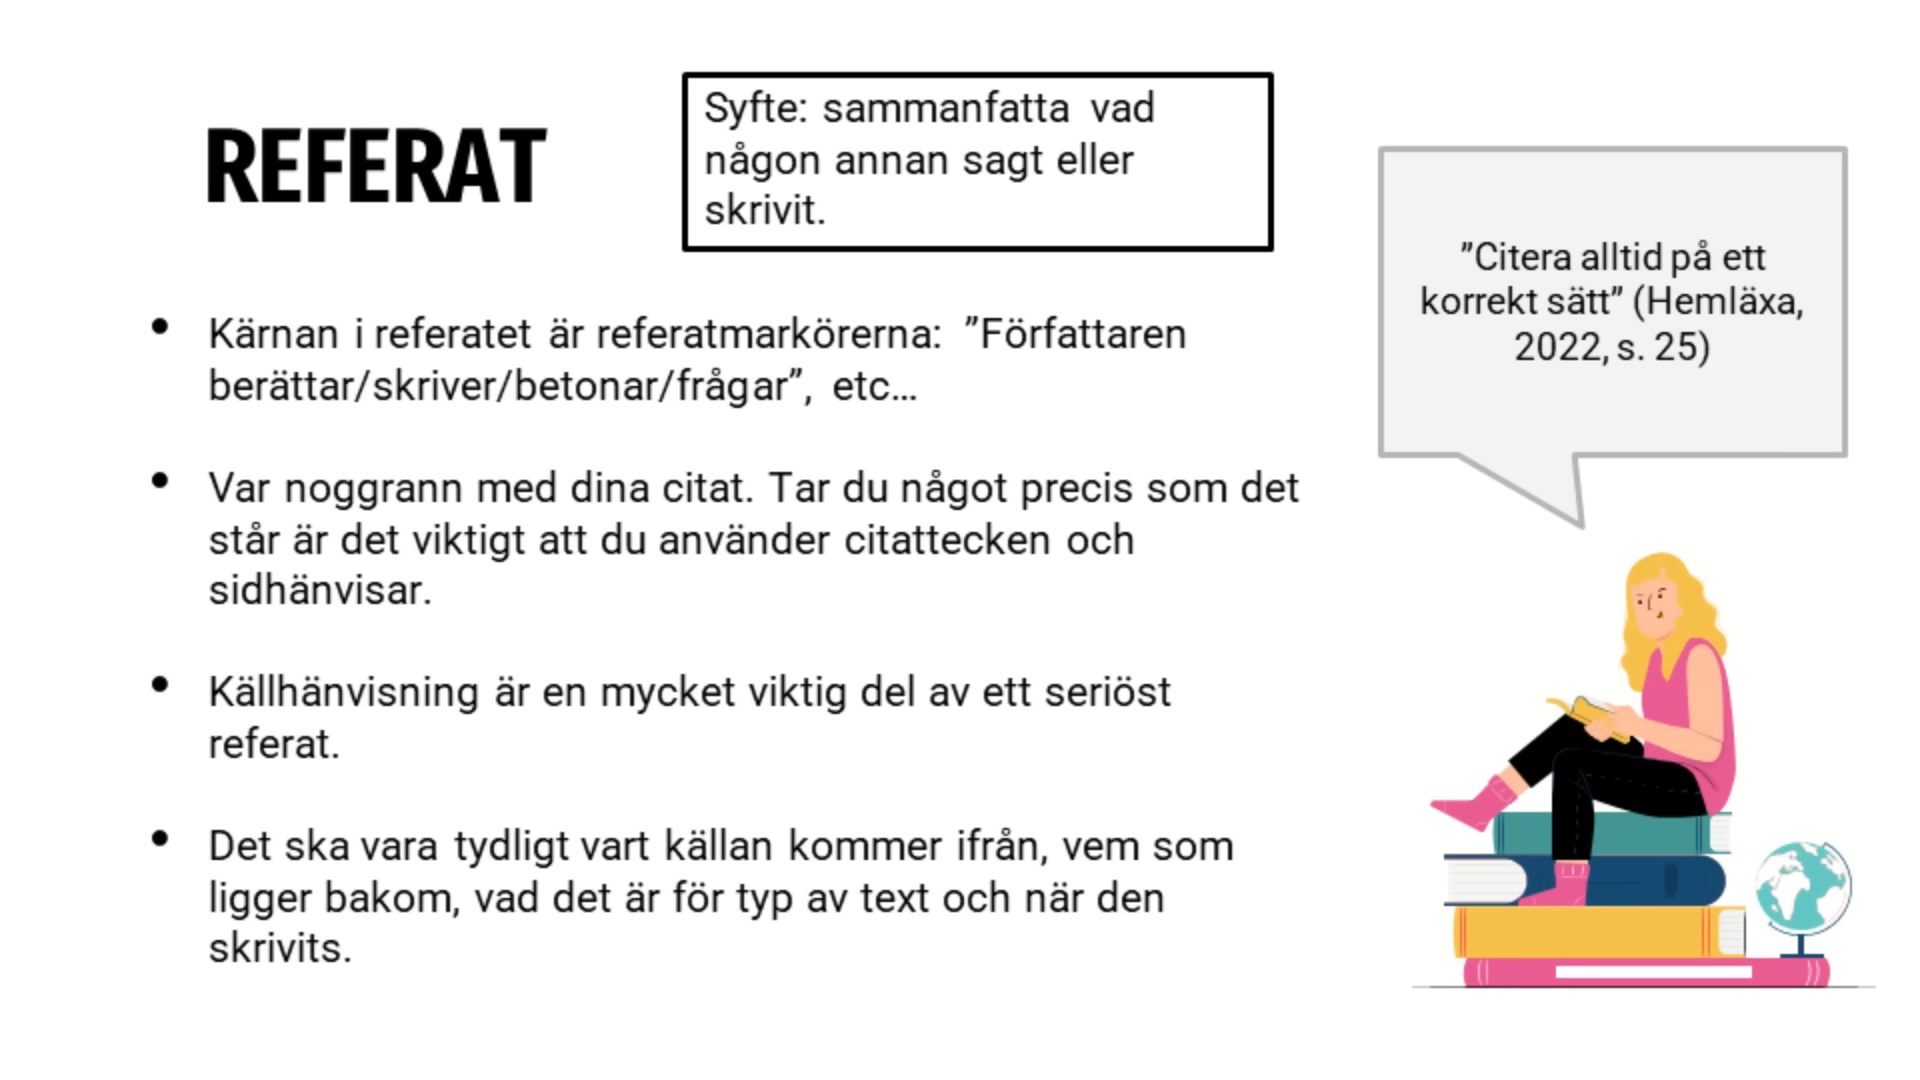 REFERAT
Syfte: sammanfatta vad
någon annan sagt eller
skrivit.
”Citera alltid på ett
korrekt sätt” (Hemläxa,
2022, s. 25)
• Kärnan i referatet är referatmarkörerna: ”Författaren
berättar/skriver/betonar/frågar”, etc…
• Var noggrann med dina citat. Tar du något precis som det
står är det viktigt att du använder citattecken och
sidhänvisar.
• Källhänvisning är en mycket viktig del av ett seriöst
referat.
• Det ska vara tydligt vart källan kommer ifrån, vem som
ligger bakom, vad det är för typ av text och när den
skrivits.